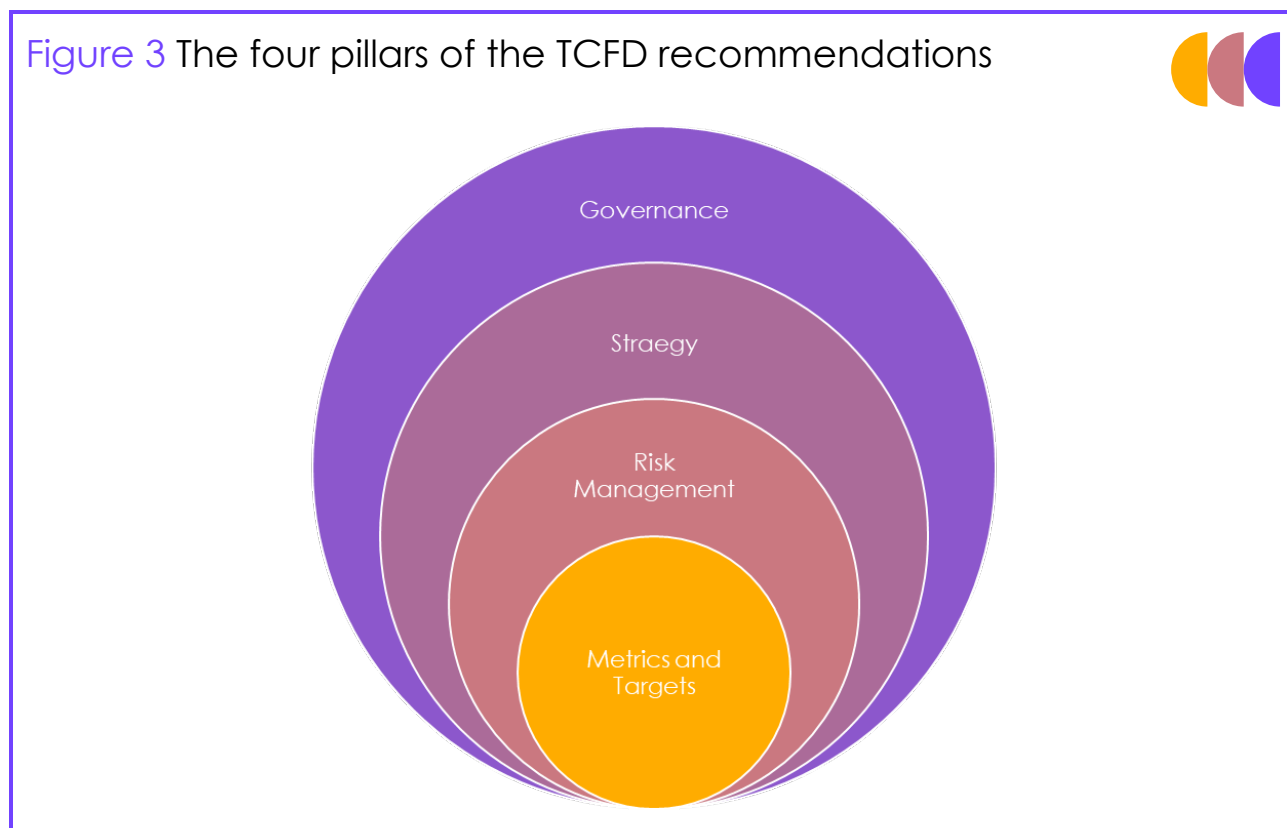 Figure 3 The four pillars of the TCFD recommendations
Governance
Straegy
Risk
Management
Metrics and
Targets